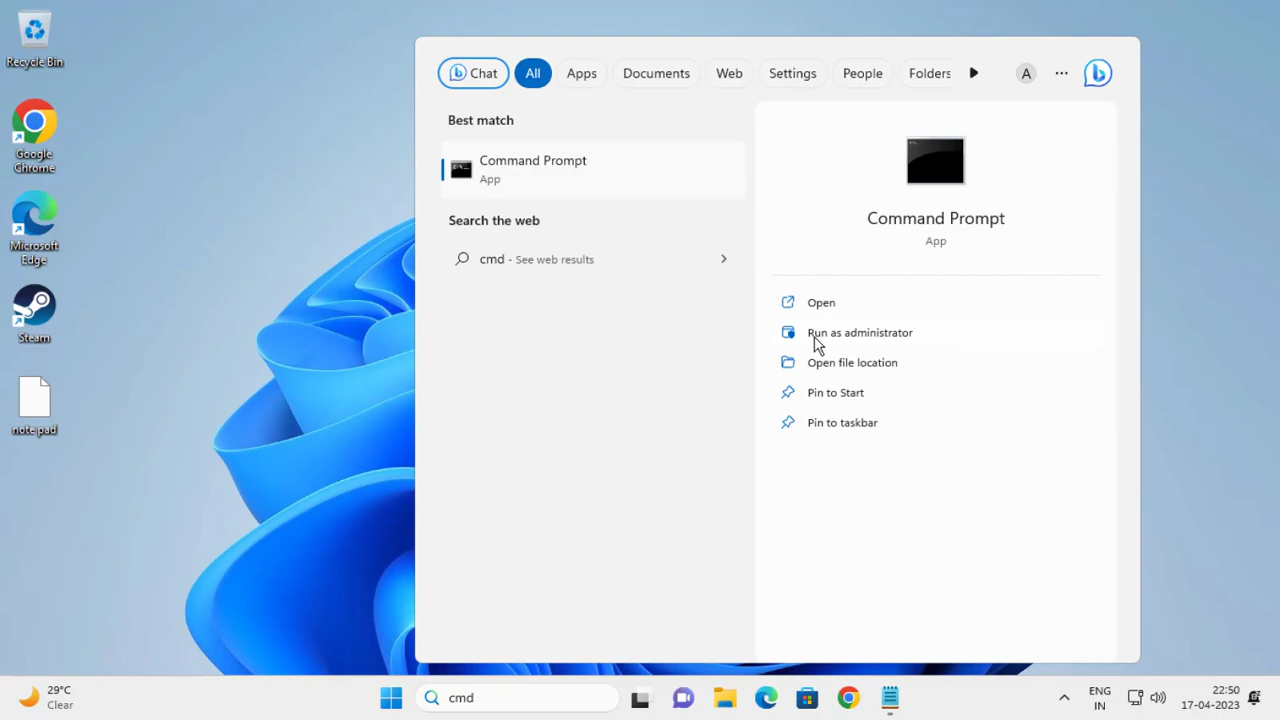 Recycle Bin
Google
Chrome
Microsoft
Edge
Steam
note pad
Chat
All
Apps
Documents
Web
Settings
People
Folders
A
...
Best match
Command Prompt
App
Search the web
cmd - See web results
Command Prompt
App
Open
Run as administrator
Open file location
Pin to Start
Pin to taskbar
29°C
Clear
cmd
ENG
IN
22:50
17-04-2023